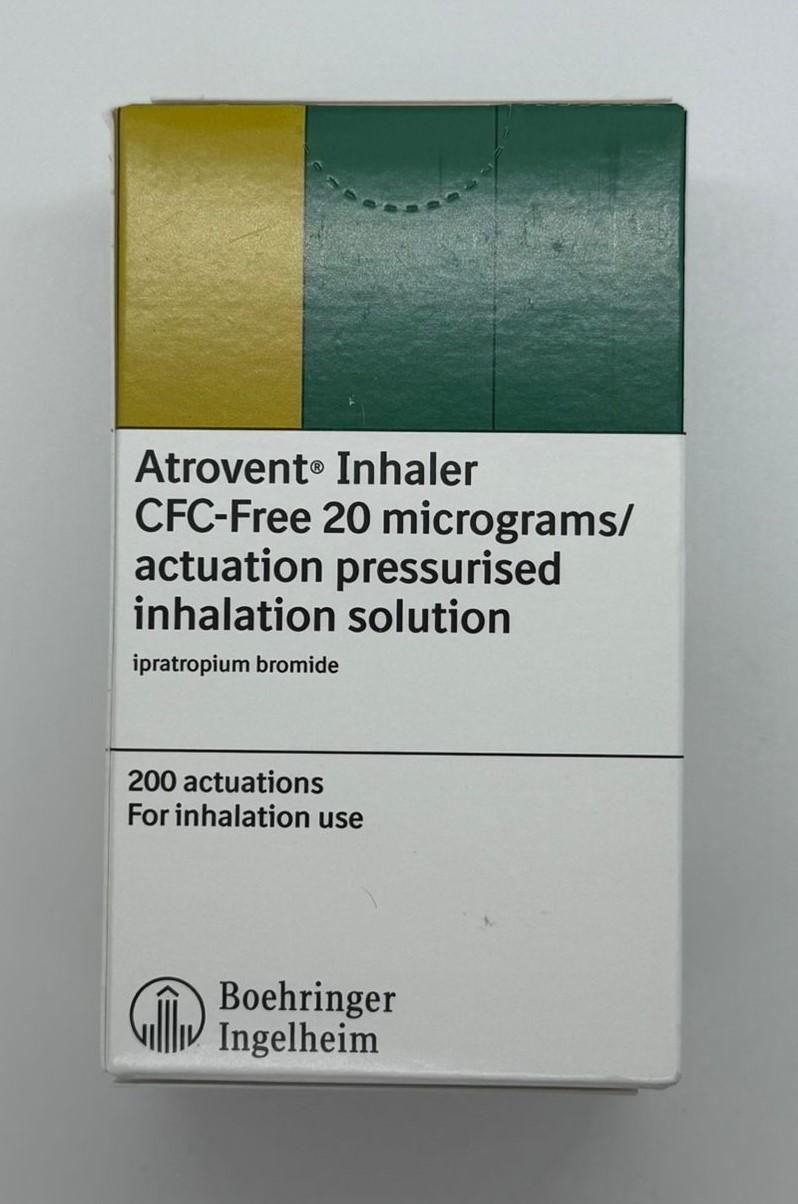 Atrovent® Inhaler
CFC-Free 20 micrograms/
actuation pressurised
inhalation solution
ipratropium bromide
200 actuations
For inhalation use
Boehringer
Ingelheim